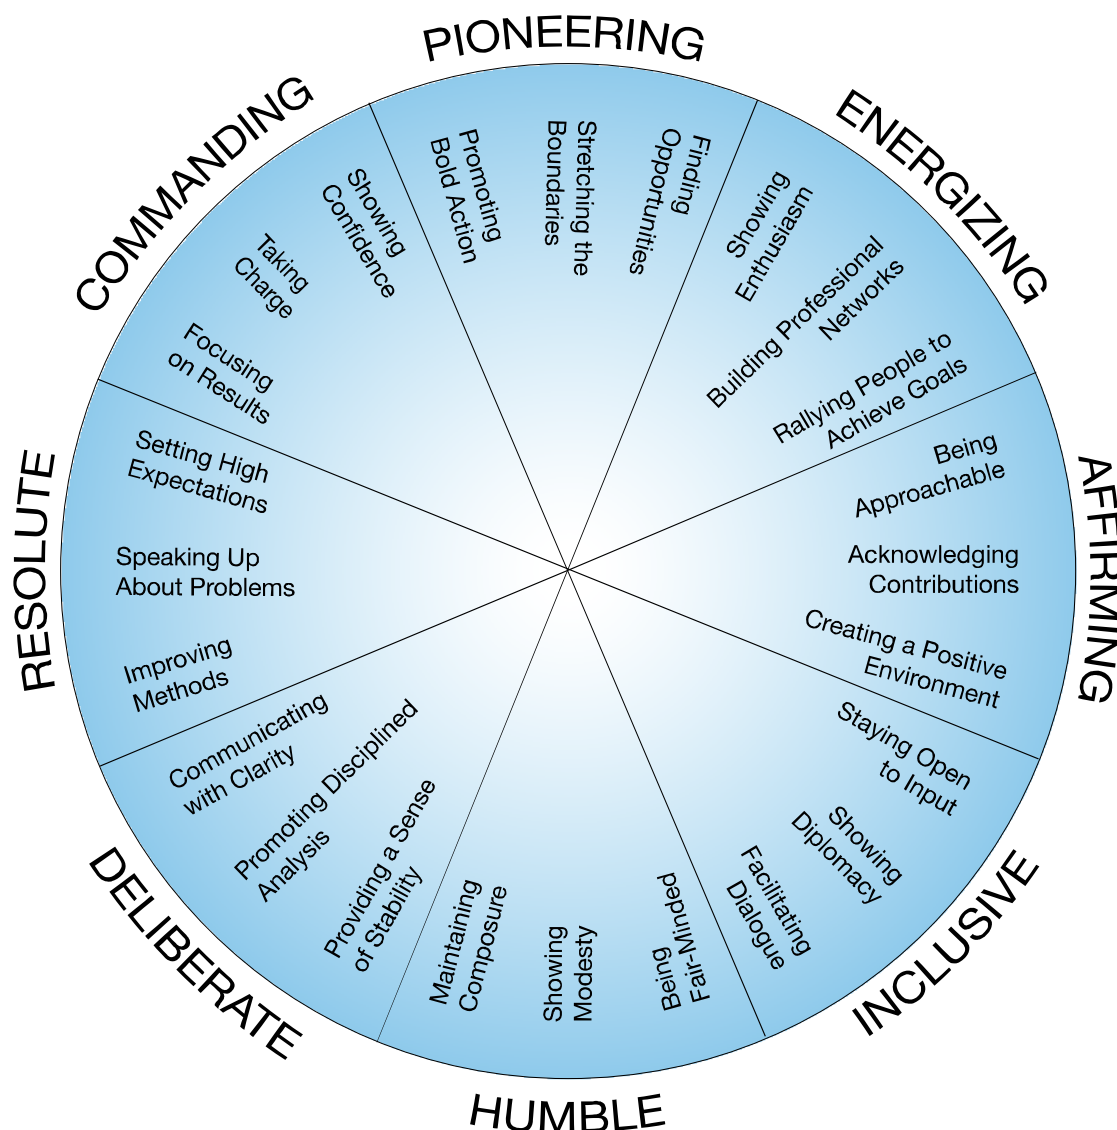 PIONEERING
Promoting
Bold Action
Stretching the
Boundaries
Finding
Opportunities
ENERGIZING
Showing
Enthusiasm
Building Professional
Networks
Rallying People to
Achieve Goals
AFFIRMING
Being
Approachable
Acknowledging
Contributions
Creating a Positive
Environment
INCLUSIVE
Staying Open
to Input
Showing
Diplomacy
Facilitating
Dialogue
HUMBLE
Being
Fair-Minded
Showing
Modesty
Maintaining
Composure
DELIBERATE
Providing a Sense
of Stability
Promoting Disciplined
Analysis
Communicating
with Clarity
RESOLUTE
Improving
Methods
Speaking Up
About Problems
Setting High
Expectations
COMMANDING
Focusing
on Results
Taking
Charge
Showing
Confidence